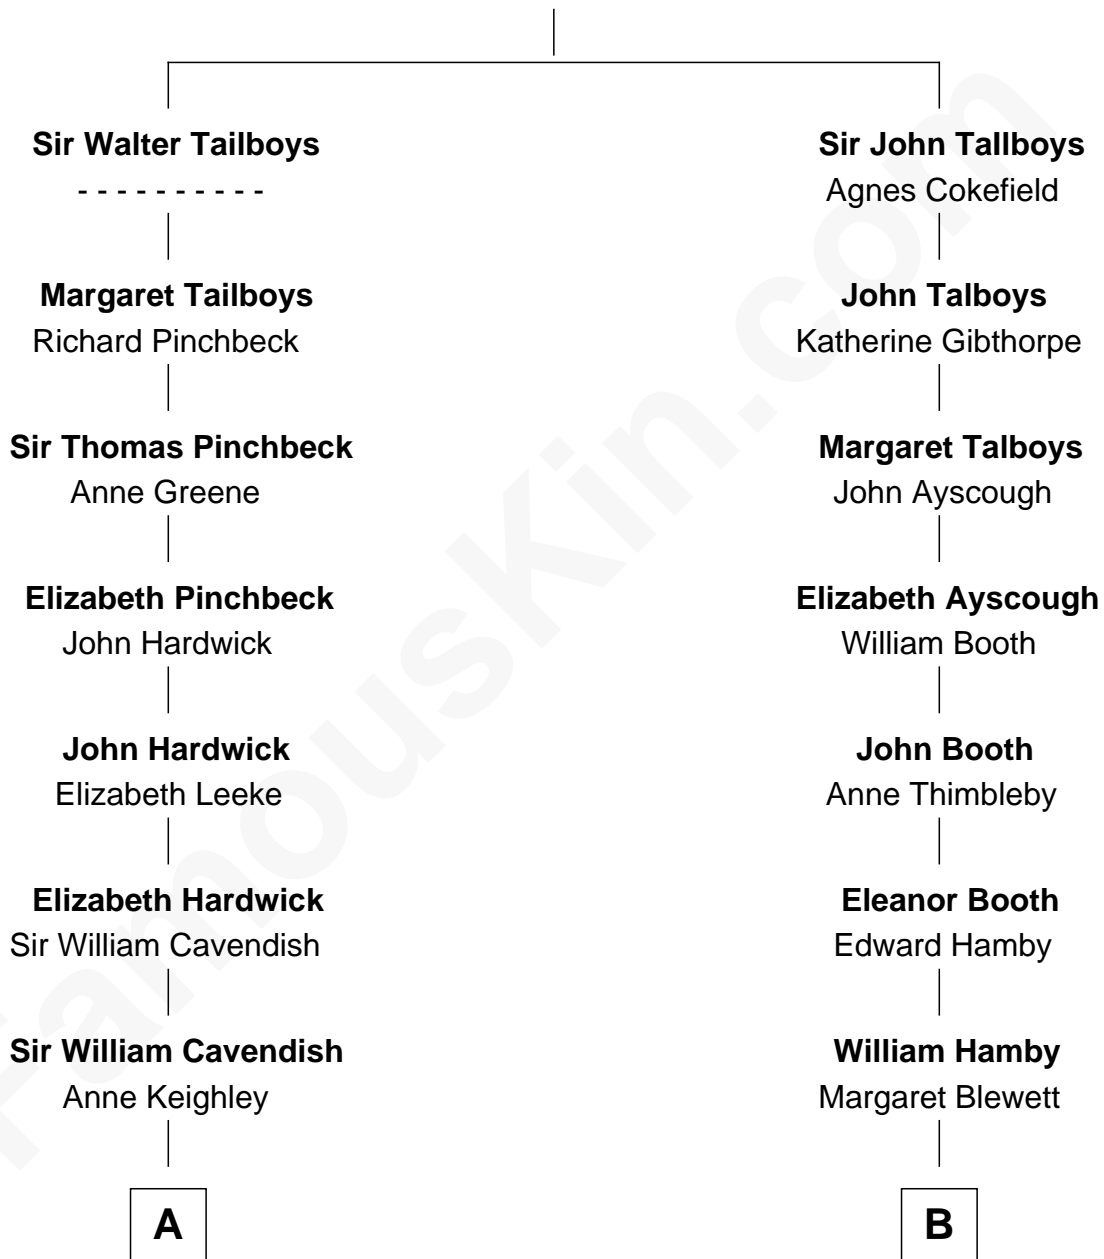 Sir Walter Tailboys
- - - - - - - - - -
Margaret Tailboys
Richard Pinchbeck
Sir Thomas Pinchbeck
Anne Greene
Elizabeth Pinchbeck
John Hardwick
John Hardwick
Elizabeth Leeke
Elizabeth Hardwick
Sir William Cavendish
Sir William Cavendish
Anne Keighley
A
Sir John Tallboys
Agnes Cokefield
John Talboys
Katherine Gibthorpe
Margaret Talboys
John Ayscough
Elizabeth Ayscough
William Booth
John Booth
Anne Thimbleby
Eleanor Booth
Edward Hamby
William Hamby
Margaret Blewett
B
FamousKin.com